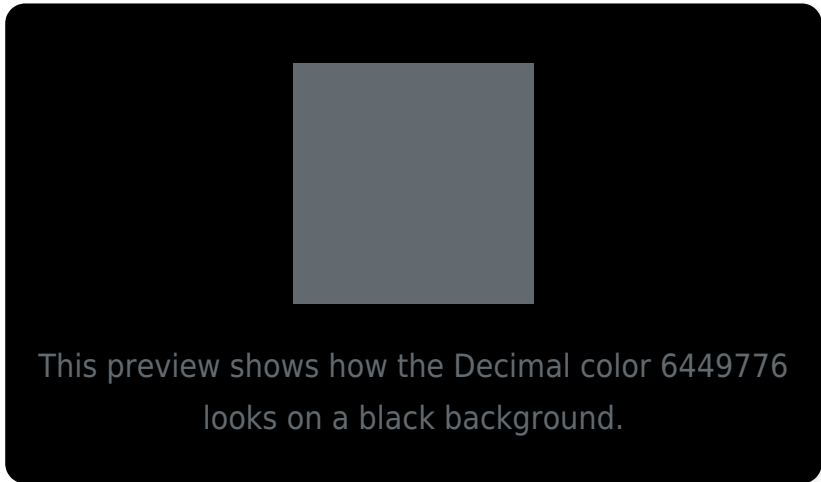 This preview shows how the Decimal color 6449776
looks on a black background.